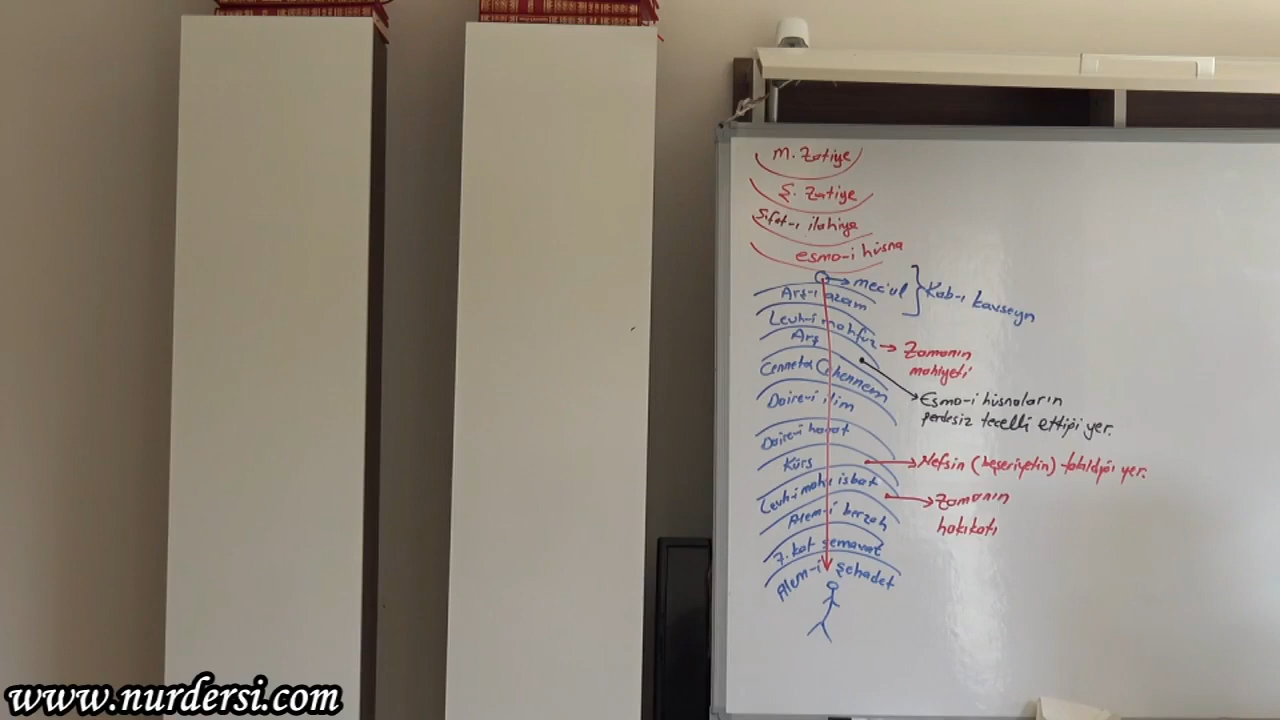 M. Zatiye
Ş. Zatiye
Sıfat-ı ilahiye
esma-i hüsna
mec'ul
Kab-ı kavseyn
Arş-ı azam
Levh-i mahfuz
Zamanın
mahiyeti
Arş
Esma-i hüsnaların
perdesiz tecelli ettiği yer.
Cennet Cehennem
Daire-i ilim
Daire-i hayat
Kürs
Nefsin (beşeriyetin) takıldığı yer.
Levh-i mahv isbat
Zamanın
hakikatı
Alem-i berzah
7. kat semavat
Alem-i şehadet
www.nurdersi.com